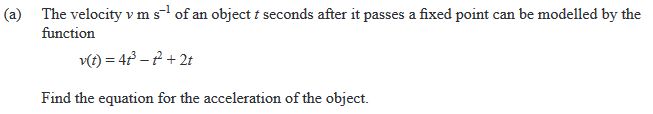 (a) The velocity v m s⁻¹ of an object t seconds after it passes a fixed point can be modelled by the
function
v(t) = 4t³ – t² + 2t
Find the equation for the acceleration of the object.